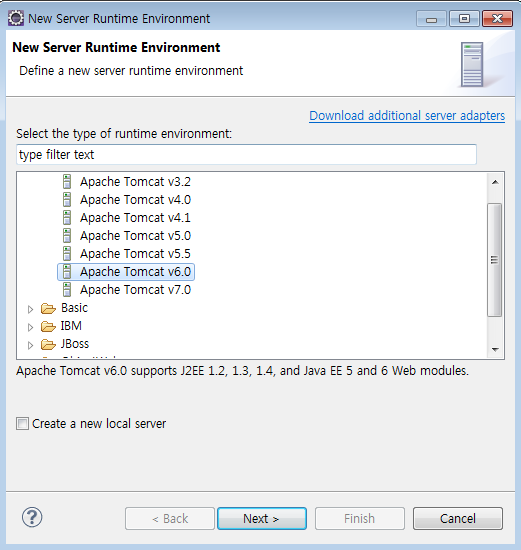 New Server Runtime Environment
New Server Runtime Environment
Define a new server runtime environment
Download additional server adapters
Select the type of runtime environment:
type filter text
Apache Tomcat v3.2
Apache Tomcat v4.0
Apache Tomcat v4.1
Apache Tomcat v5.0
Apache Tomcat v5.5
Apache Tomcat v6.0
Apache Tomcat v7.0
Basic
IBM
JBoss
Apache Tomcat v6.0 supports J2EE 1.2, 1.3, 1.4, and Java EE 5 and 6 Web modules.
Create a new local server
?
< Back
Next >
Finish
Cancel